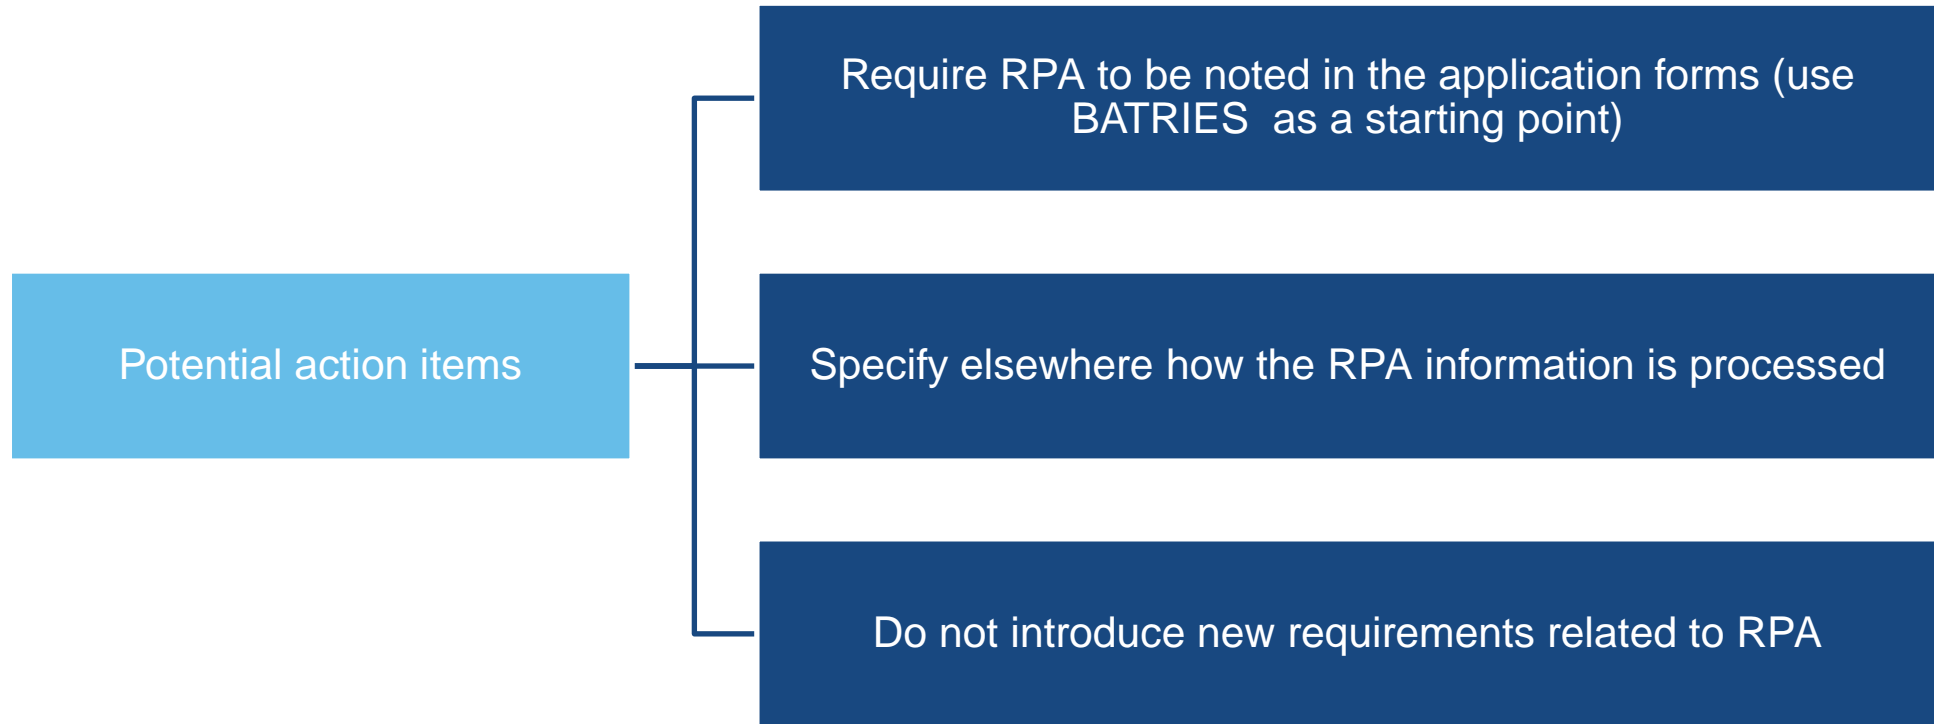 Require RPA to be noted in the application forms (use
BATRIES  as a starting point)
Potential action items
Specify elsewhere how the RPA information is processed
Do not introduce new requirements related to RPA